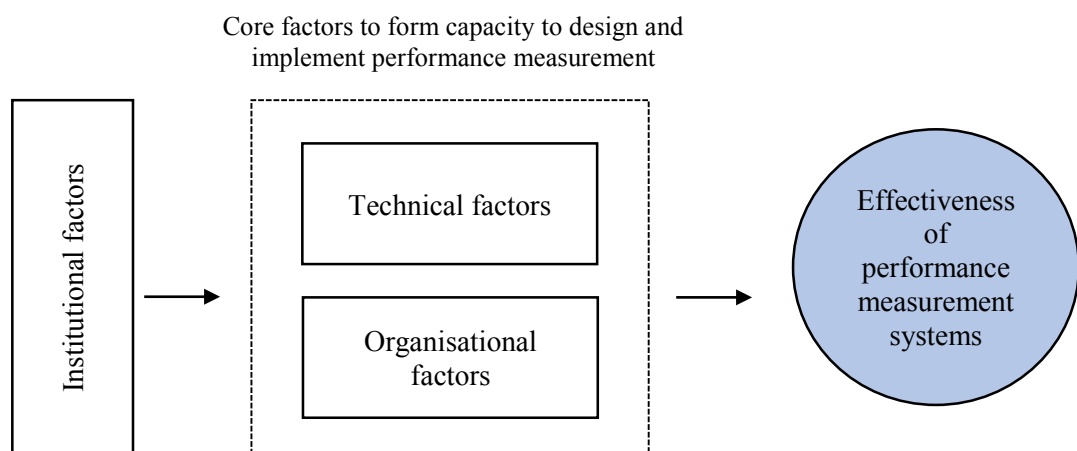 Core factors to form capacity to design and
implement performance measurement
Institutional factors
Technical factors
Organisational
factors
Effectiveness
of
performance
measurement
systems